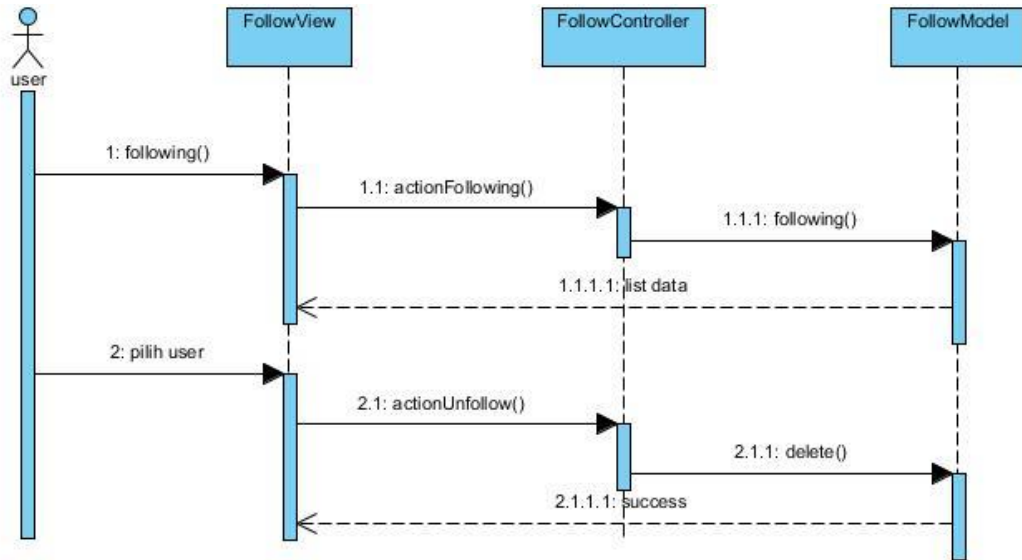 FollowView
FollowController
FollowModel
user
1: following()
1.1: actionFollowing()
1.1.1: following()
1.1.1.1: list data
2: pilih user
2.1: actionUnfollow()
2.1.1: delete()
2.1.1.1: success